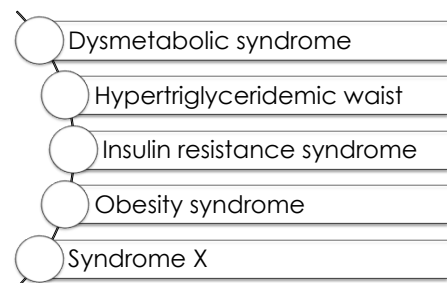 Dysmetabolic syndrome
Hypertriglyceridemic waist
Insulin resistance syndrome
Obesity syndrome
Syndrome X